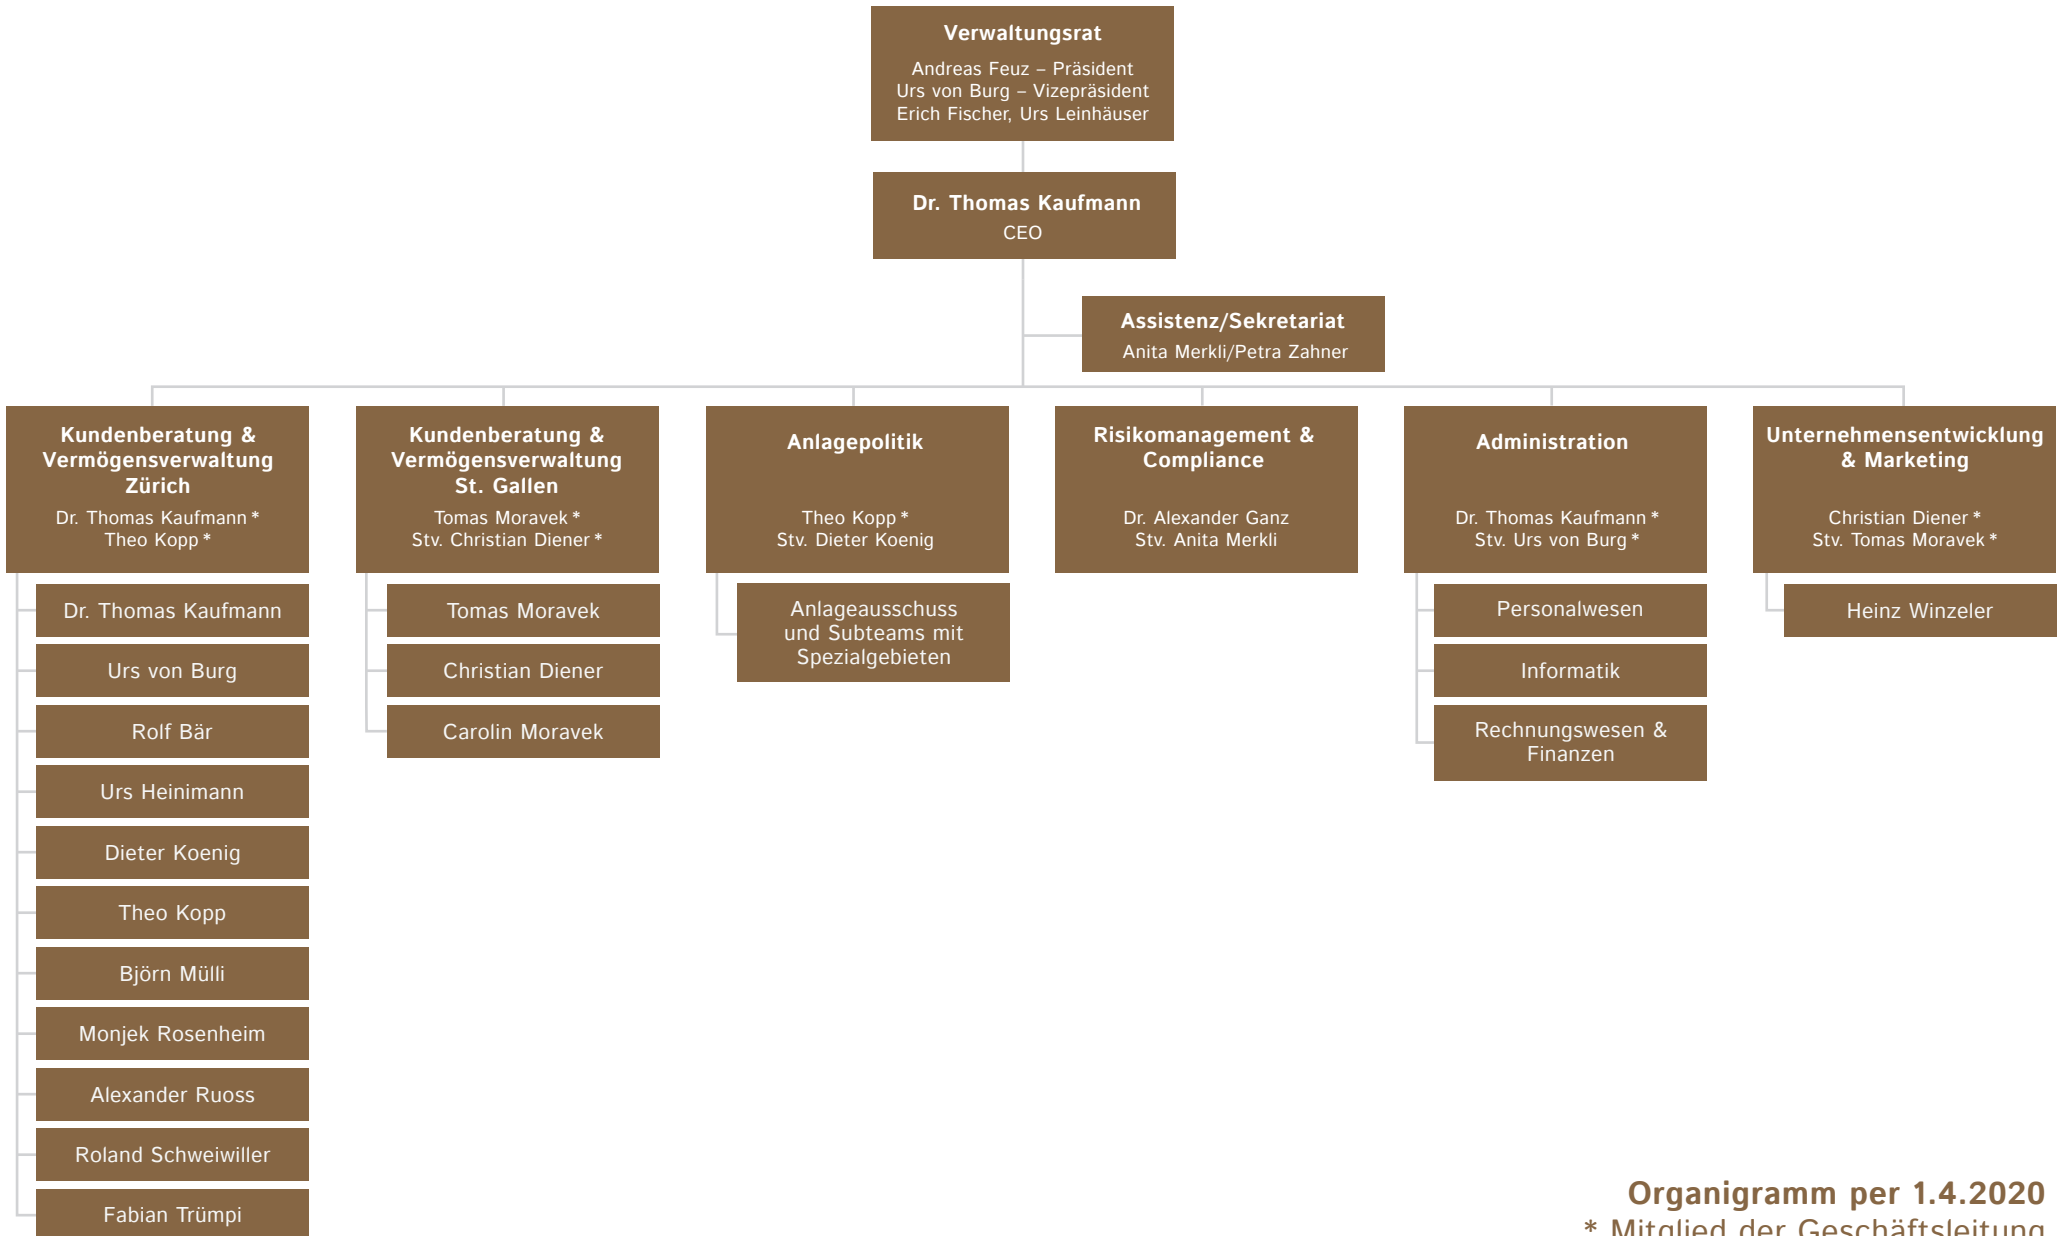 Verwaltungsrat
Andreas Feuz – Präsident
Urs von Burg – Vizepräsident
Erich Fischer, Urs Leinhäuser
Dr. Thomas Kaufmann
CEO
Assistenz/Sekretariat
Anita Merkli/Petra Zahner
Kundenberatung &
Vermögensverwaltung
Zürich
Dr. Thomas Kaufmann *
Theo Kopp *
Dr. Thomas Kaufmann
Urs von Burg
Rolf Bär
Urs Heinimann
Dieter Koenig
Theo Kopp
Björn Mülli
Monjek Rosenheim
Alexander Ruoss
Roland Schweiwiller
Fabian Trümpi
Kundenberatung &
Vermögensverwaltung
St. Gallen
Tomas Moravek *
Stv. Christian Diener *
Tomas Moravek
Christian Diener
Carolin Moravek
Anlagepolitik
Theo Kopp *
Stv. Dieter Koenig
Anlageausschuss
und Subteams mit
Spezialgebieten
Risikomanagement &
Compliance
Dr. Alexander Ganz
Stv. Anita Merkli
Administration
Dr. Thomas Kaufmann *
Stv. Urs von Burg *
Personalwesen
Informatik
Rechnungswesen &
Finanzen
Unternehmensentwicklung
& Marketing
Christian Diener *
Stv. Tomas Moravek *
Heinz Winzeler
Organigramm per 1.4.2020
* Mitglied der Geschäftsleitung